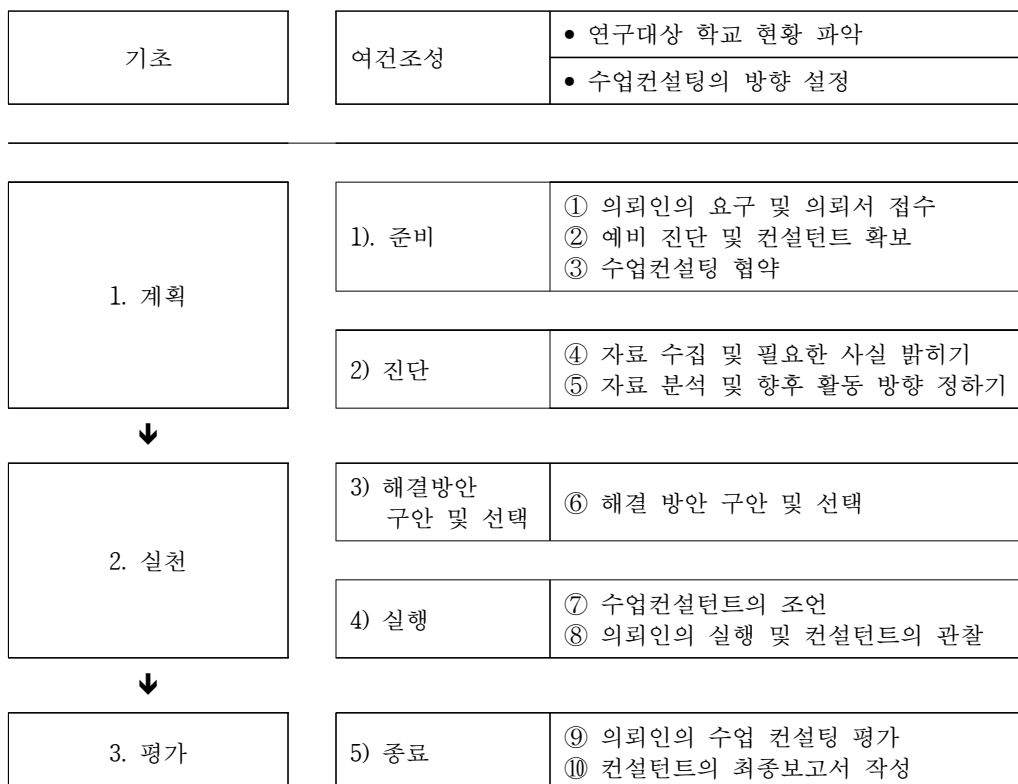 기초
여건조성
• 연구대상 학교 현황 파악
• 수업컨설팅의 방향 설정
1. 계획
1). 준비
① 의뢰인의 요구 및 의뢰서 접수
② 예비 진단 및 컨설턴트 확보
③ 수업컨설팅 협약
2) 진단
④ 자료 수집 및 필요한 사실 밝히기
⑤ 자료 분석 및 향후 활동 방향 정하기
2. 실천
3) 해결방안
구안 및 선택
⑥ 해결 방안 구안 및 선택
4) 실행
⑦ 수업컨설턴트의 조언
⑧ 의뢰인의 실행 및 컨설턴트의 관찰
3. 평가
5) 종료
⑨ 의뢰인의 수업 컨설팅 평가
⑩ 컨설턴트의 최종보고서 작성